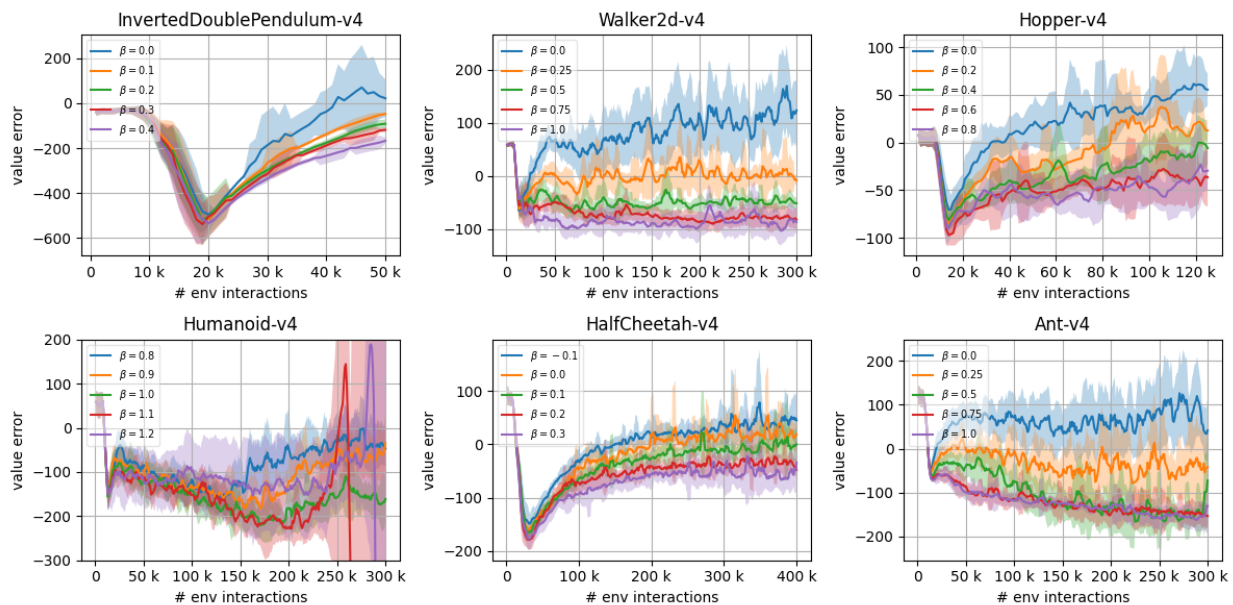 InvertedDoublePendulum-v4
value error
200
0
−200
−400
−600
β = 0.0
β = 0.1
β = 0.2
β = 0.3
β = 0.4
0
10 k
20 k
30 k
40 k
50 k
# env interactions
Walker2d-v4
value error
200
100
0
−100
β = 0.0
β = 0.25
β = 0.5
β = 0.75
β = 1.0
0
50 k
100 k
150 k
200 k
250 k
300 k
# env interactions
Hopper-v4
value error
100
50
0
−50
−100
β = 0.0
β = 0.2
β = 0.4
β = 0.6
β = 0.8
0
20 k
40 k
60 k
80 k
100 k
120 k
# env interactions
Humanoid-v4
value error
200
100
0
−100
−200
−300
β = 0.8
β = 0.9
β = 1.0
β = 1.1
β = 1.2
0
50 k
100 k
150 k
200 k
250 k
300 k
# env interactions
HalfCheetah-v4
value error
100
0
−100
−200
β = −0.1
β = 0.0
β = 0.1
β = 0.2
β = 0.3
0
100 k
200 k
300 k
400 k
# env interactions
Ant-v4
value error
200
100
0
−100
−200
β = 0.0
β = 0.25
β = 0.5
β = 0.75
β = 1.0
0
50 k
100 k
150 k
200 k
250 k
300 k
# env interactions